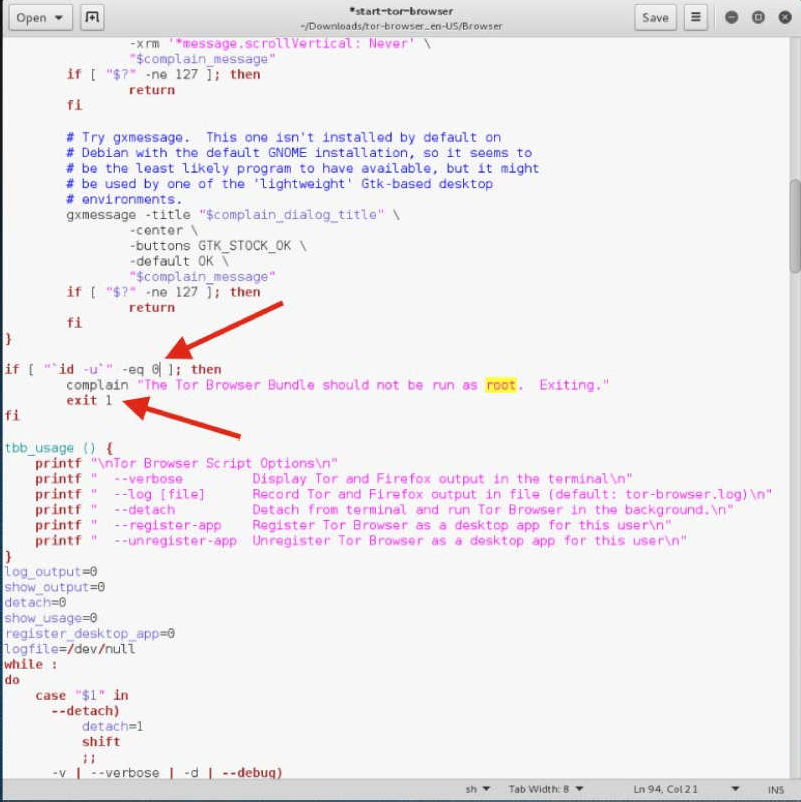 Open
*start-tor-browser
~/Downloads/tor-browser_en-US/Browser
Save
-xrm '*message.scrollVertical: Never' \
"$complain_message"
if [ "$?" -ne 127 ]; then
return
fi
# Try gxmessage.  This one isn't installed by default on
# Debian with the default GNOME installation, so it seems to
# be the least likely program to have available, but it might
# be used by one of the 'lightweight' Gtk-based desktop
# environments.
gxmessage -title "$complain_dialog_title" \
-center \
-buttons GTK_STOCK_OK \
-default OK \
"$complain_message"
if [ "$?" -ne 127 ]; then
return
fi
}
if [ "`id -u`" -eq 0 ]; then
complain "The Tor Browser Bundle should not be run as root.  Exiting."
exit 1
fi
tbb_usage () {
printf "\nTor Browser Script Options\n"
printf "  --verbose         Display Tor and Firefox output in the terminal\n"
printf "  --log [file]      Record Tor and Firefox output in file (default: tor-browser.log)\n"
printf "  --detach          Detach from terminal and run Tor Browser in the background.\n"
printf "  --register-app    Register Tor Browser as a desktop app for this user\n"
printf "  --unregister-app  Unregister Tor Browser as a desktop app for this user\n"
}
log_output=0
show_output=0
detach=0
show_usage=0
register_desktop_app=0
logfile=/dev/null
while :
do
case "$1" in
--detach)
detach=1
shift
;;
-v | --verbose | -d | --debug)
sh
Tab Width: 8
Ln 94, Col 21
INS